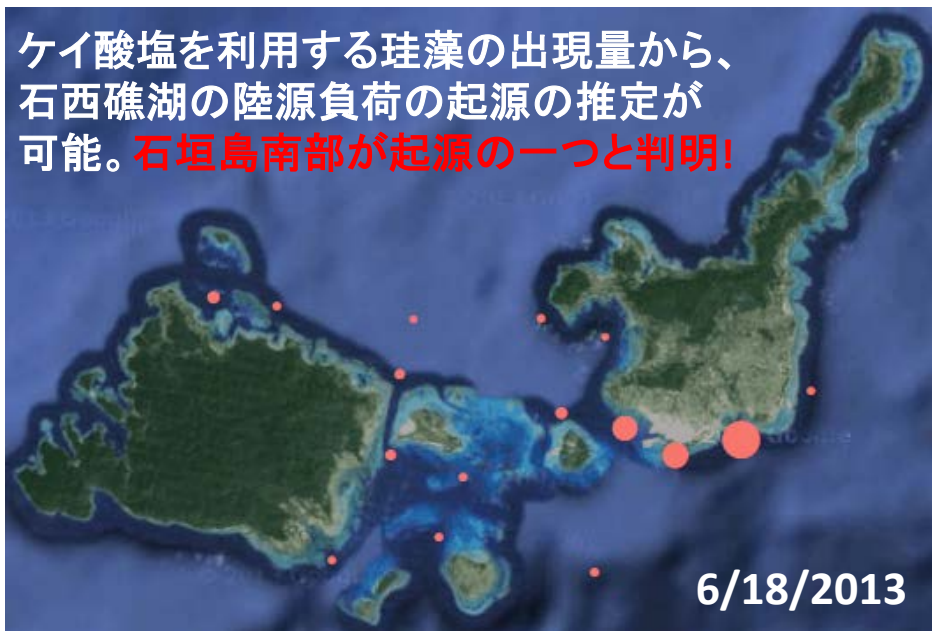 ケイ酸塩を利用する珪藻の出現量から、
石西礁湖の陸源負荷の起源の推定が
可能。石垣島南部が起源の一つと判明!
6/18/2013